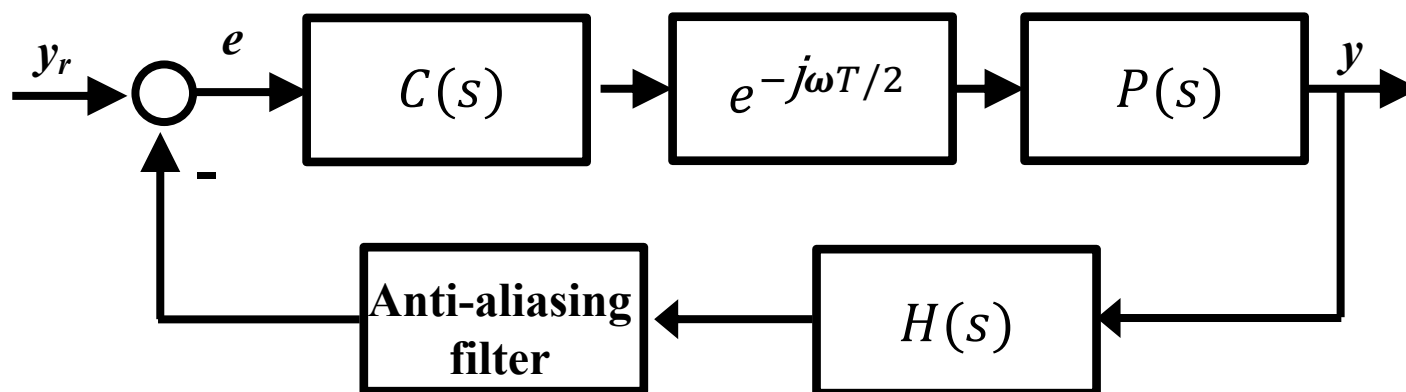 y_r
e
C(s)
e^{-jωT/2}
P(s)
y
-
Anti-aliasing
filter
H(s)